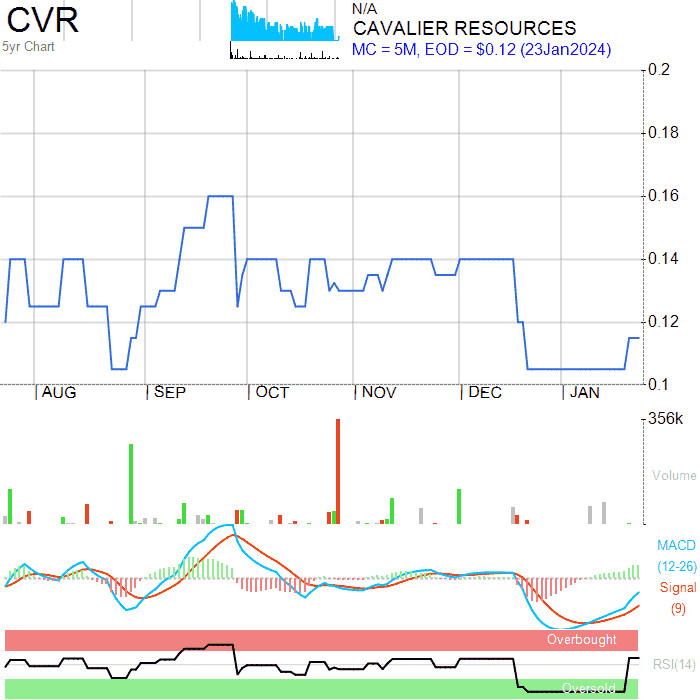 CVR
5yr Chart
N/A
CAVALIER RESOURCES
MC = 5M, EOD = $0.12 (23Jan2024)
0.2
0.18
0.16
0.14
0.12
0.1
AUG SEP OCT NOV DEC JAN
356k
Volume
MACD
(12-26)
Signal
(9)
Overbought
RSI(14)
Oversold